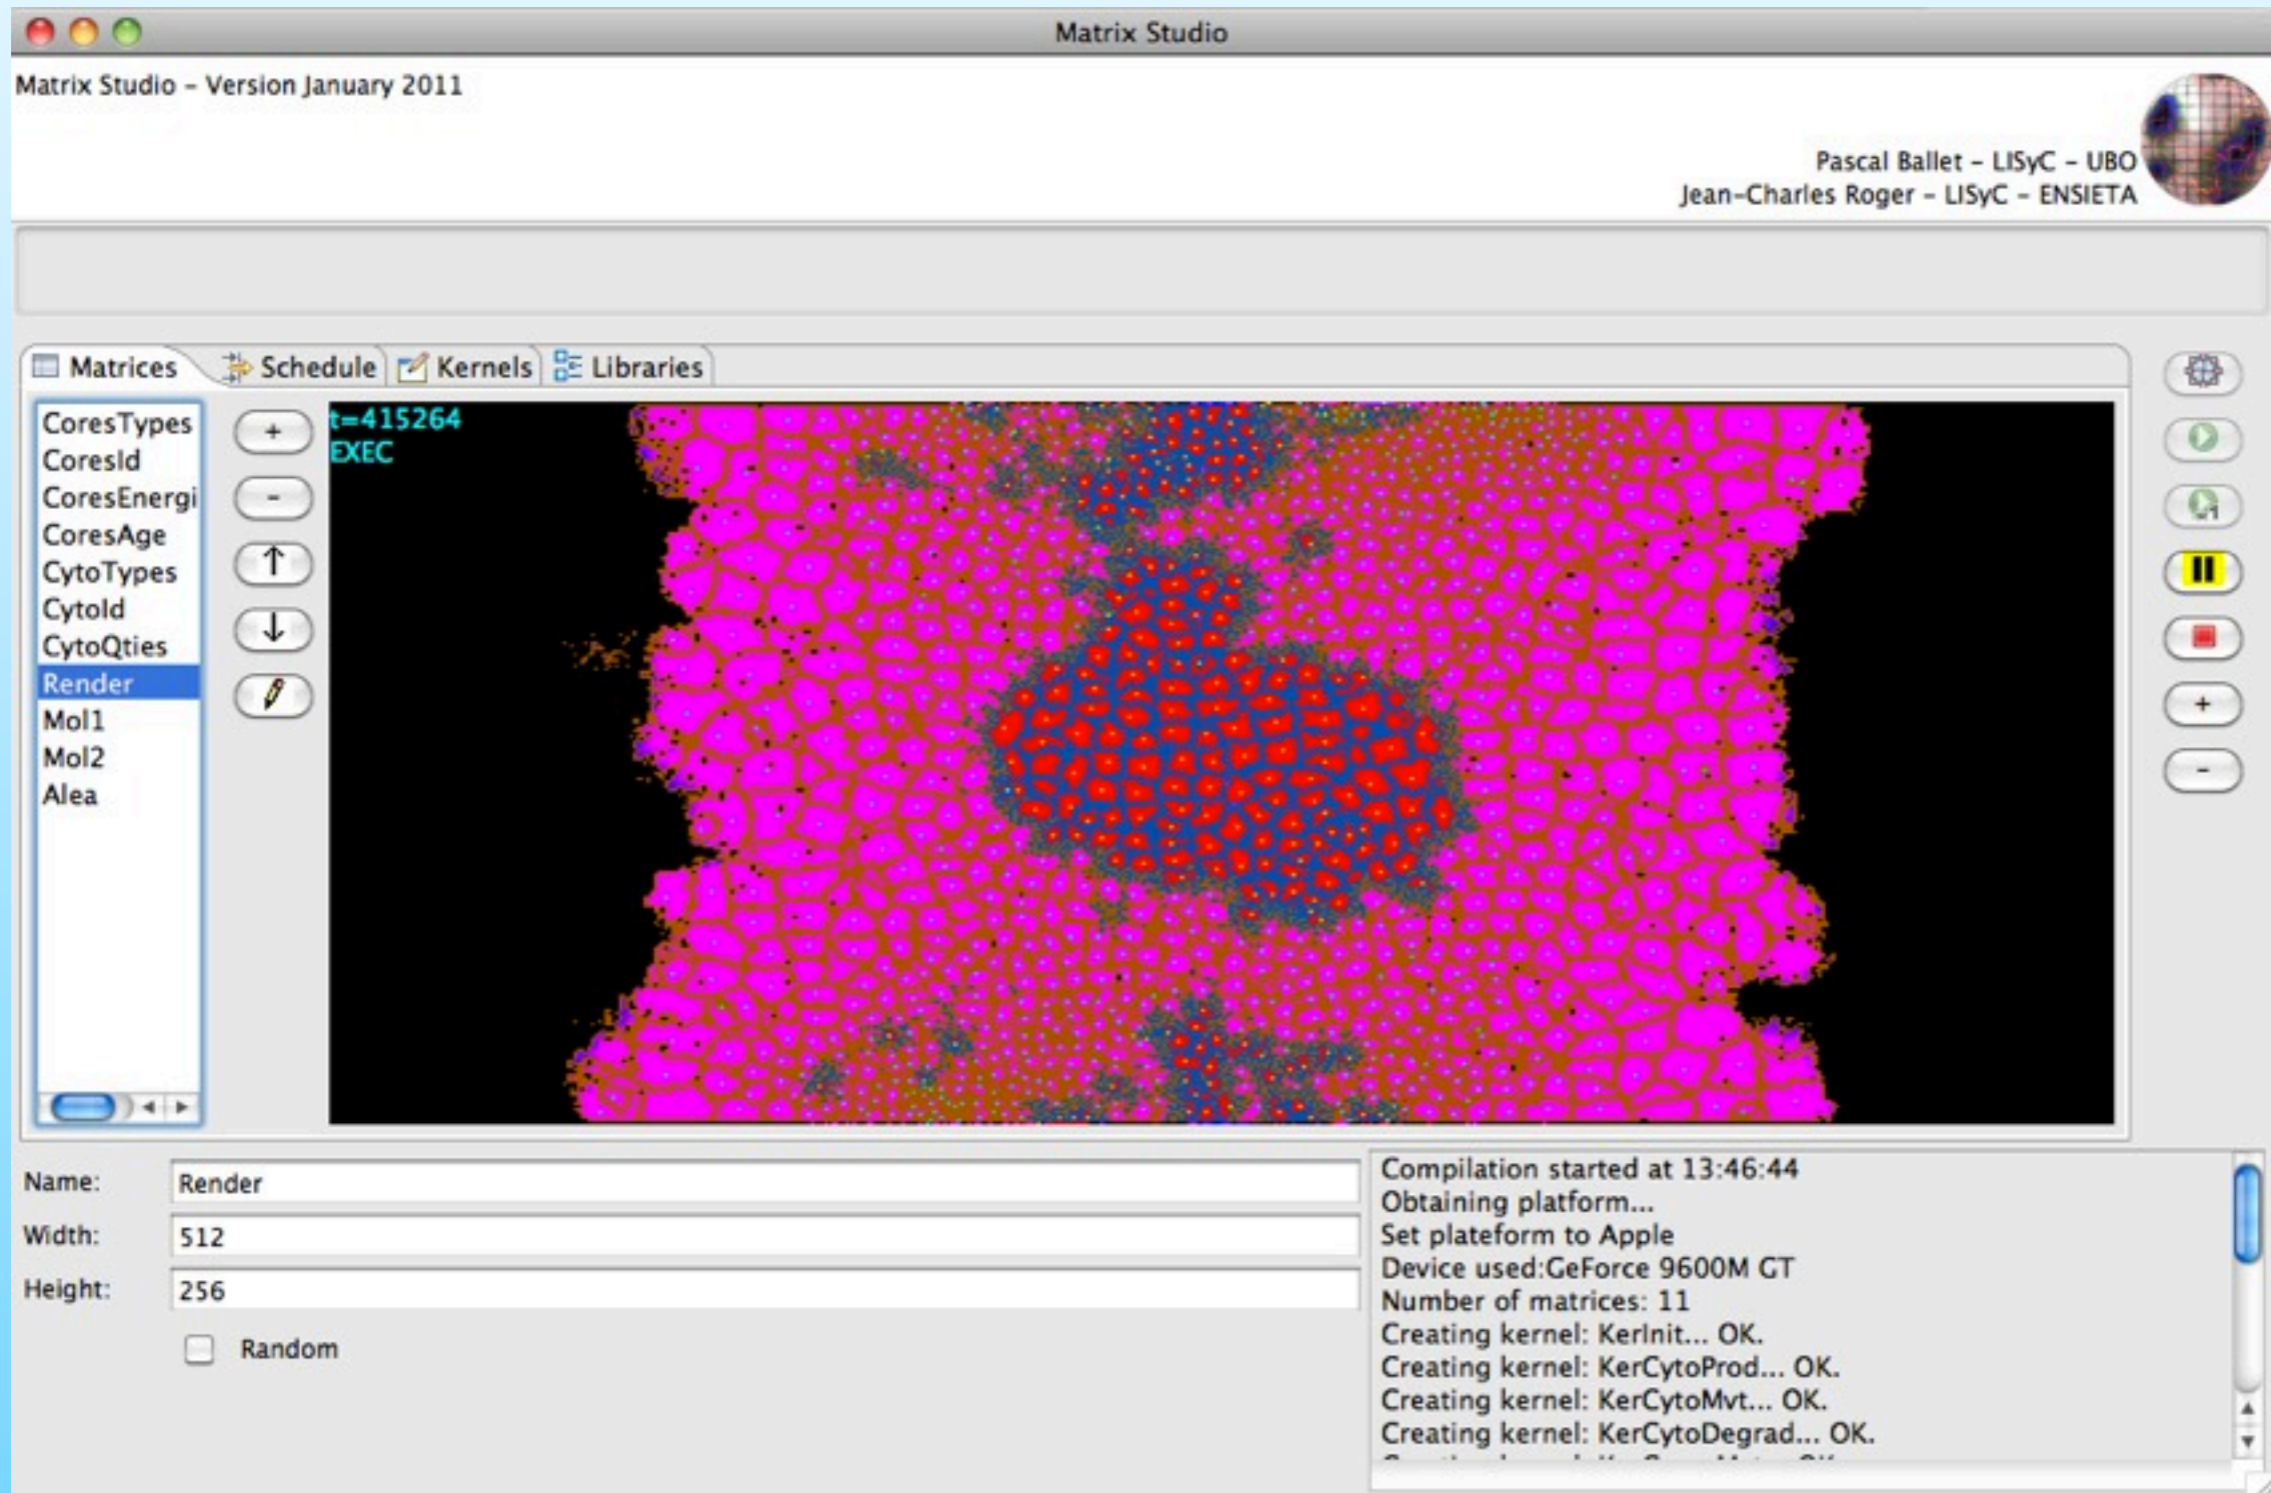 Matrix Studio
Matrix Studio – Version January 2011
Pascal Ballet – LISyC – UBO
Jean-Charles Roger – LISyC – ENSIETA
Matrices Schedule Kernels Libraries
CoresTypes
CoresId
CoresEnergi
CoresAge
CytoTypes
CytoId
CytoQties
Render
Mol1
Mol2
Alea
+
-
t=415264
EXEC
+
-
Name: Render
Width: 512
Height: 256
Random
Compilation started at 13:46:44
Obtaining platform...
Set plateform to Apple
Device used:GeForce 9600M GT
Number of matrices: 11
Creating kernel: KerInit... OK.
Creating kernel: KerCytoProd... OK.
Creating kernel: KerCytoMvt... OK.
Creating kernel: KerCytoDegrad... OK.